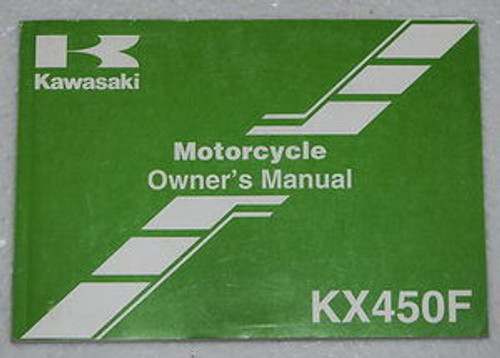 Kawasaki
Motorcycle
Owner's Manual
KX450F